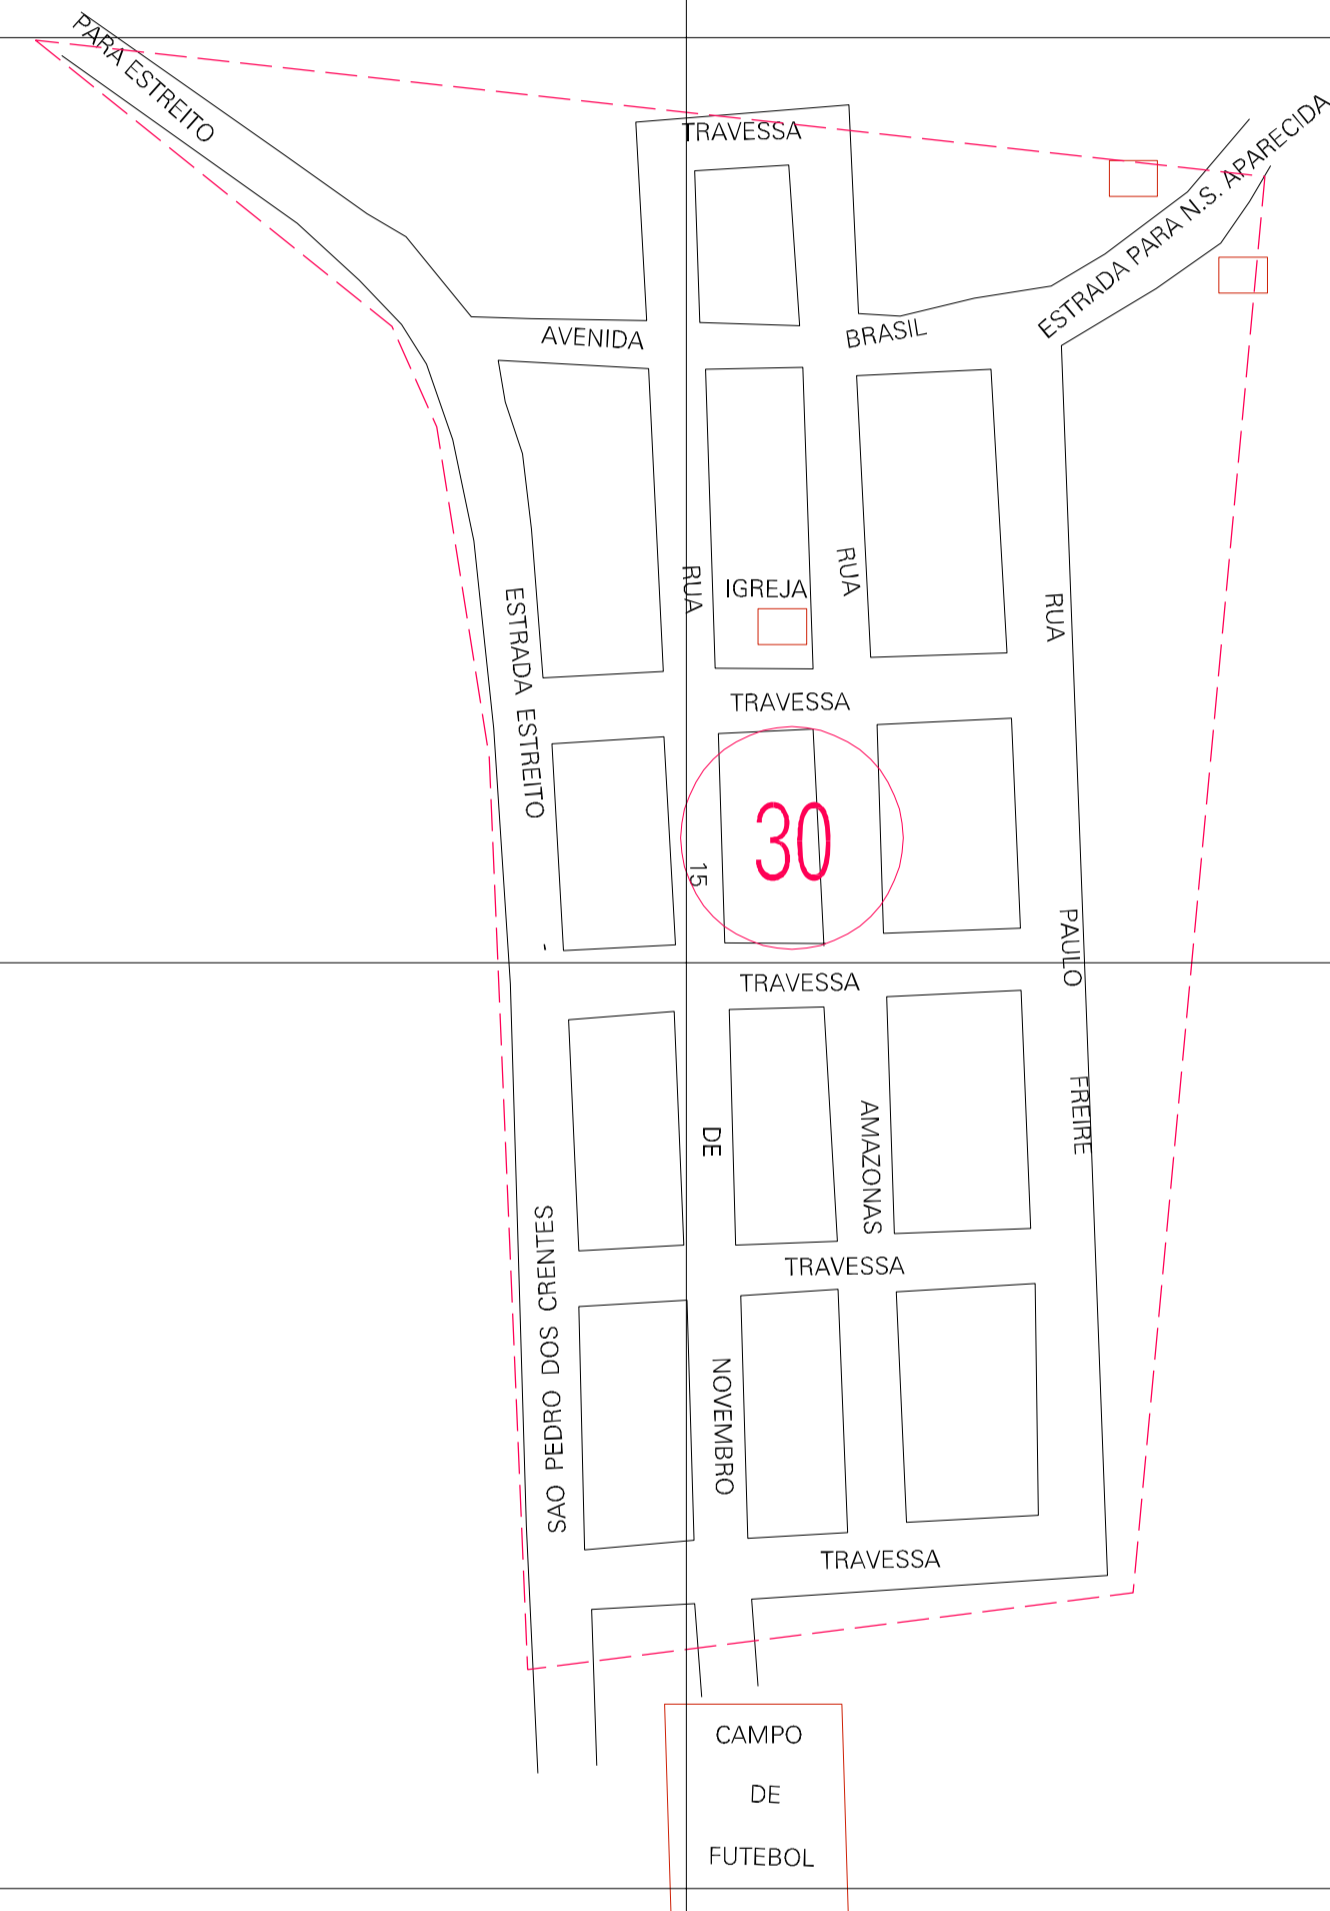 PARA ESTREITO
TRAVESSA
ESTRADA PARA N.S. APARECIDA
AVENIDA BRASIL
RUA 15 DE NOVEMBRO
IGREJA
RUA AMAZONAS
RUA PAULO FREIRE
ESTRADA ESTREITO - SAO PEDRO DOS CRENTES
TRAVESSA
30
TRAVESSA
TRAVESSA
TRAVESSA
CAMPO
DE
FUTEBOL